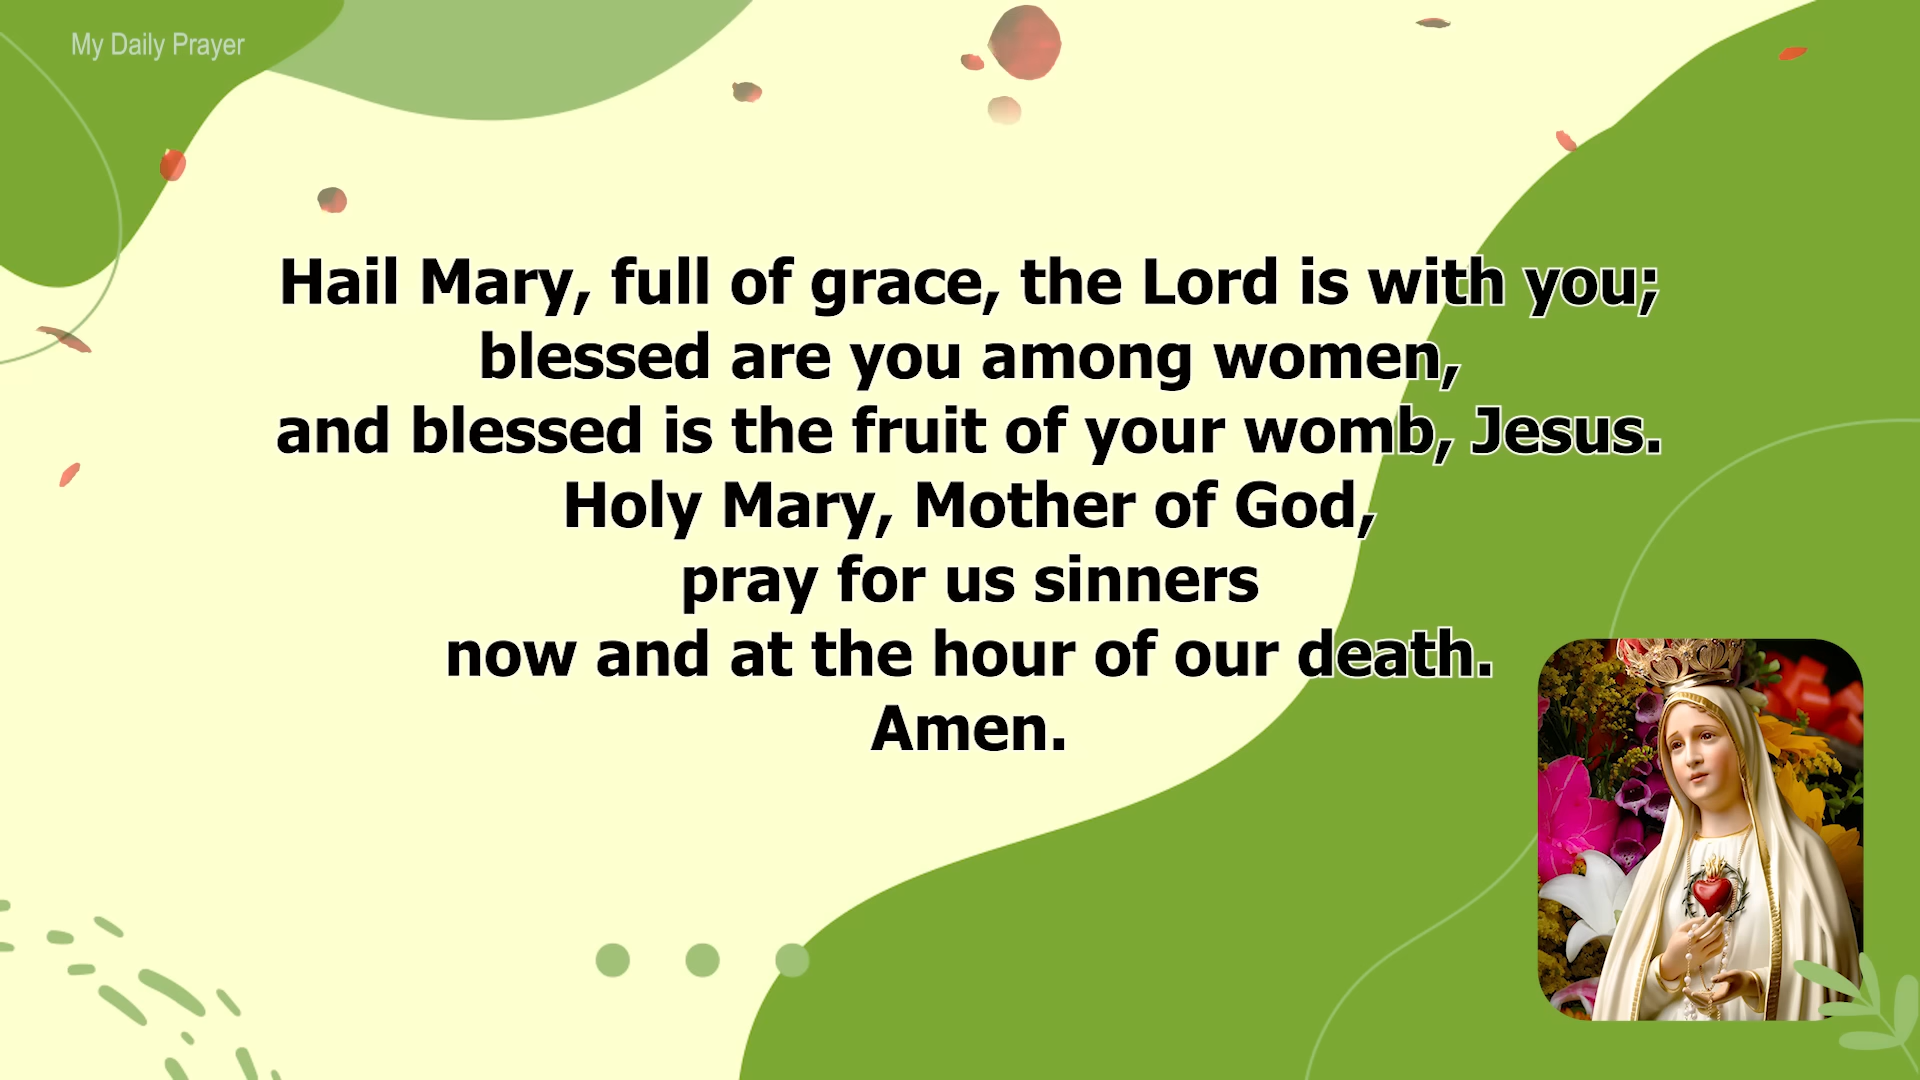 My Daily Prayer
Hail Mary, full of grace, the Lord is with you;
blessed are you among women,
and blessed is the fruit of your womb, Jesus.
Holy Mary, Mother of God,
pray for us sinners
now and at the hour of our death.
Amen.